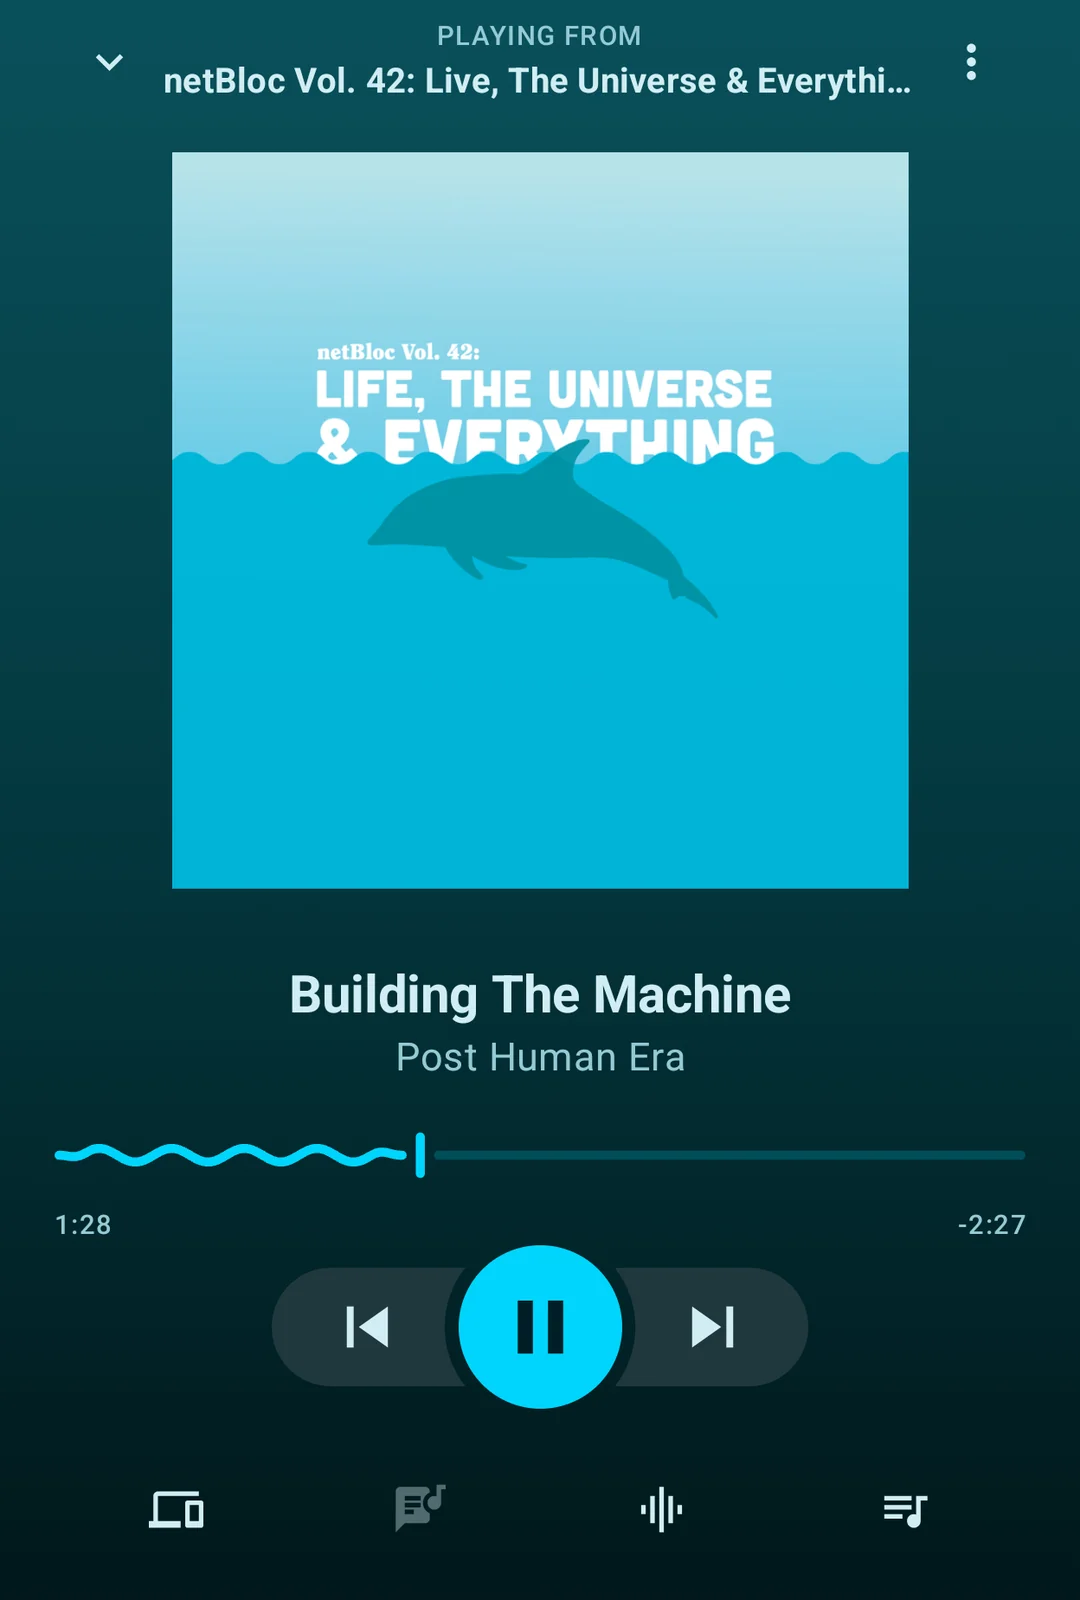 PLAYING FROM
netBloc Vol. 42: Live, The Universe & Everythi...
netBloc Vol. 42:
LIFE, THE UNIVERSE
& EVERYTHING
Building The Machine
Post Human Era
1:28
-2:27